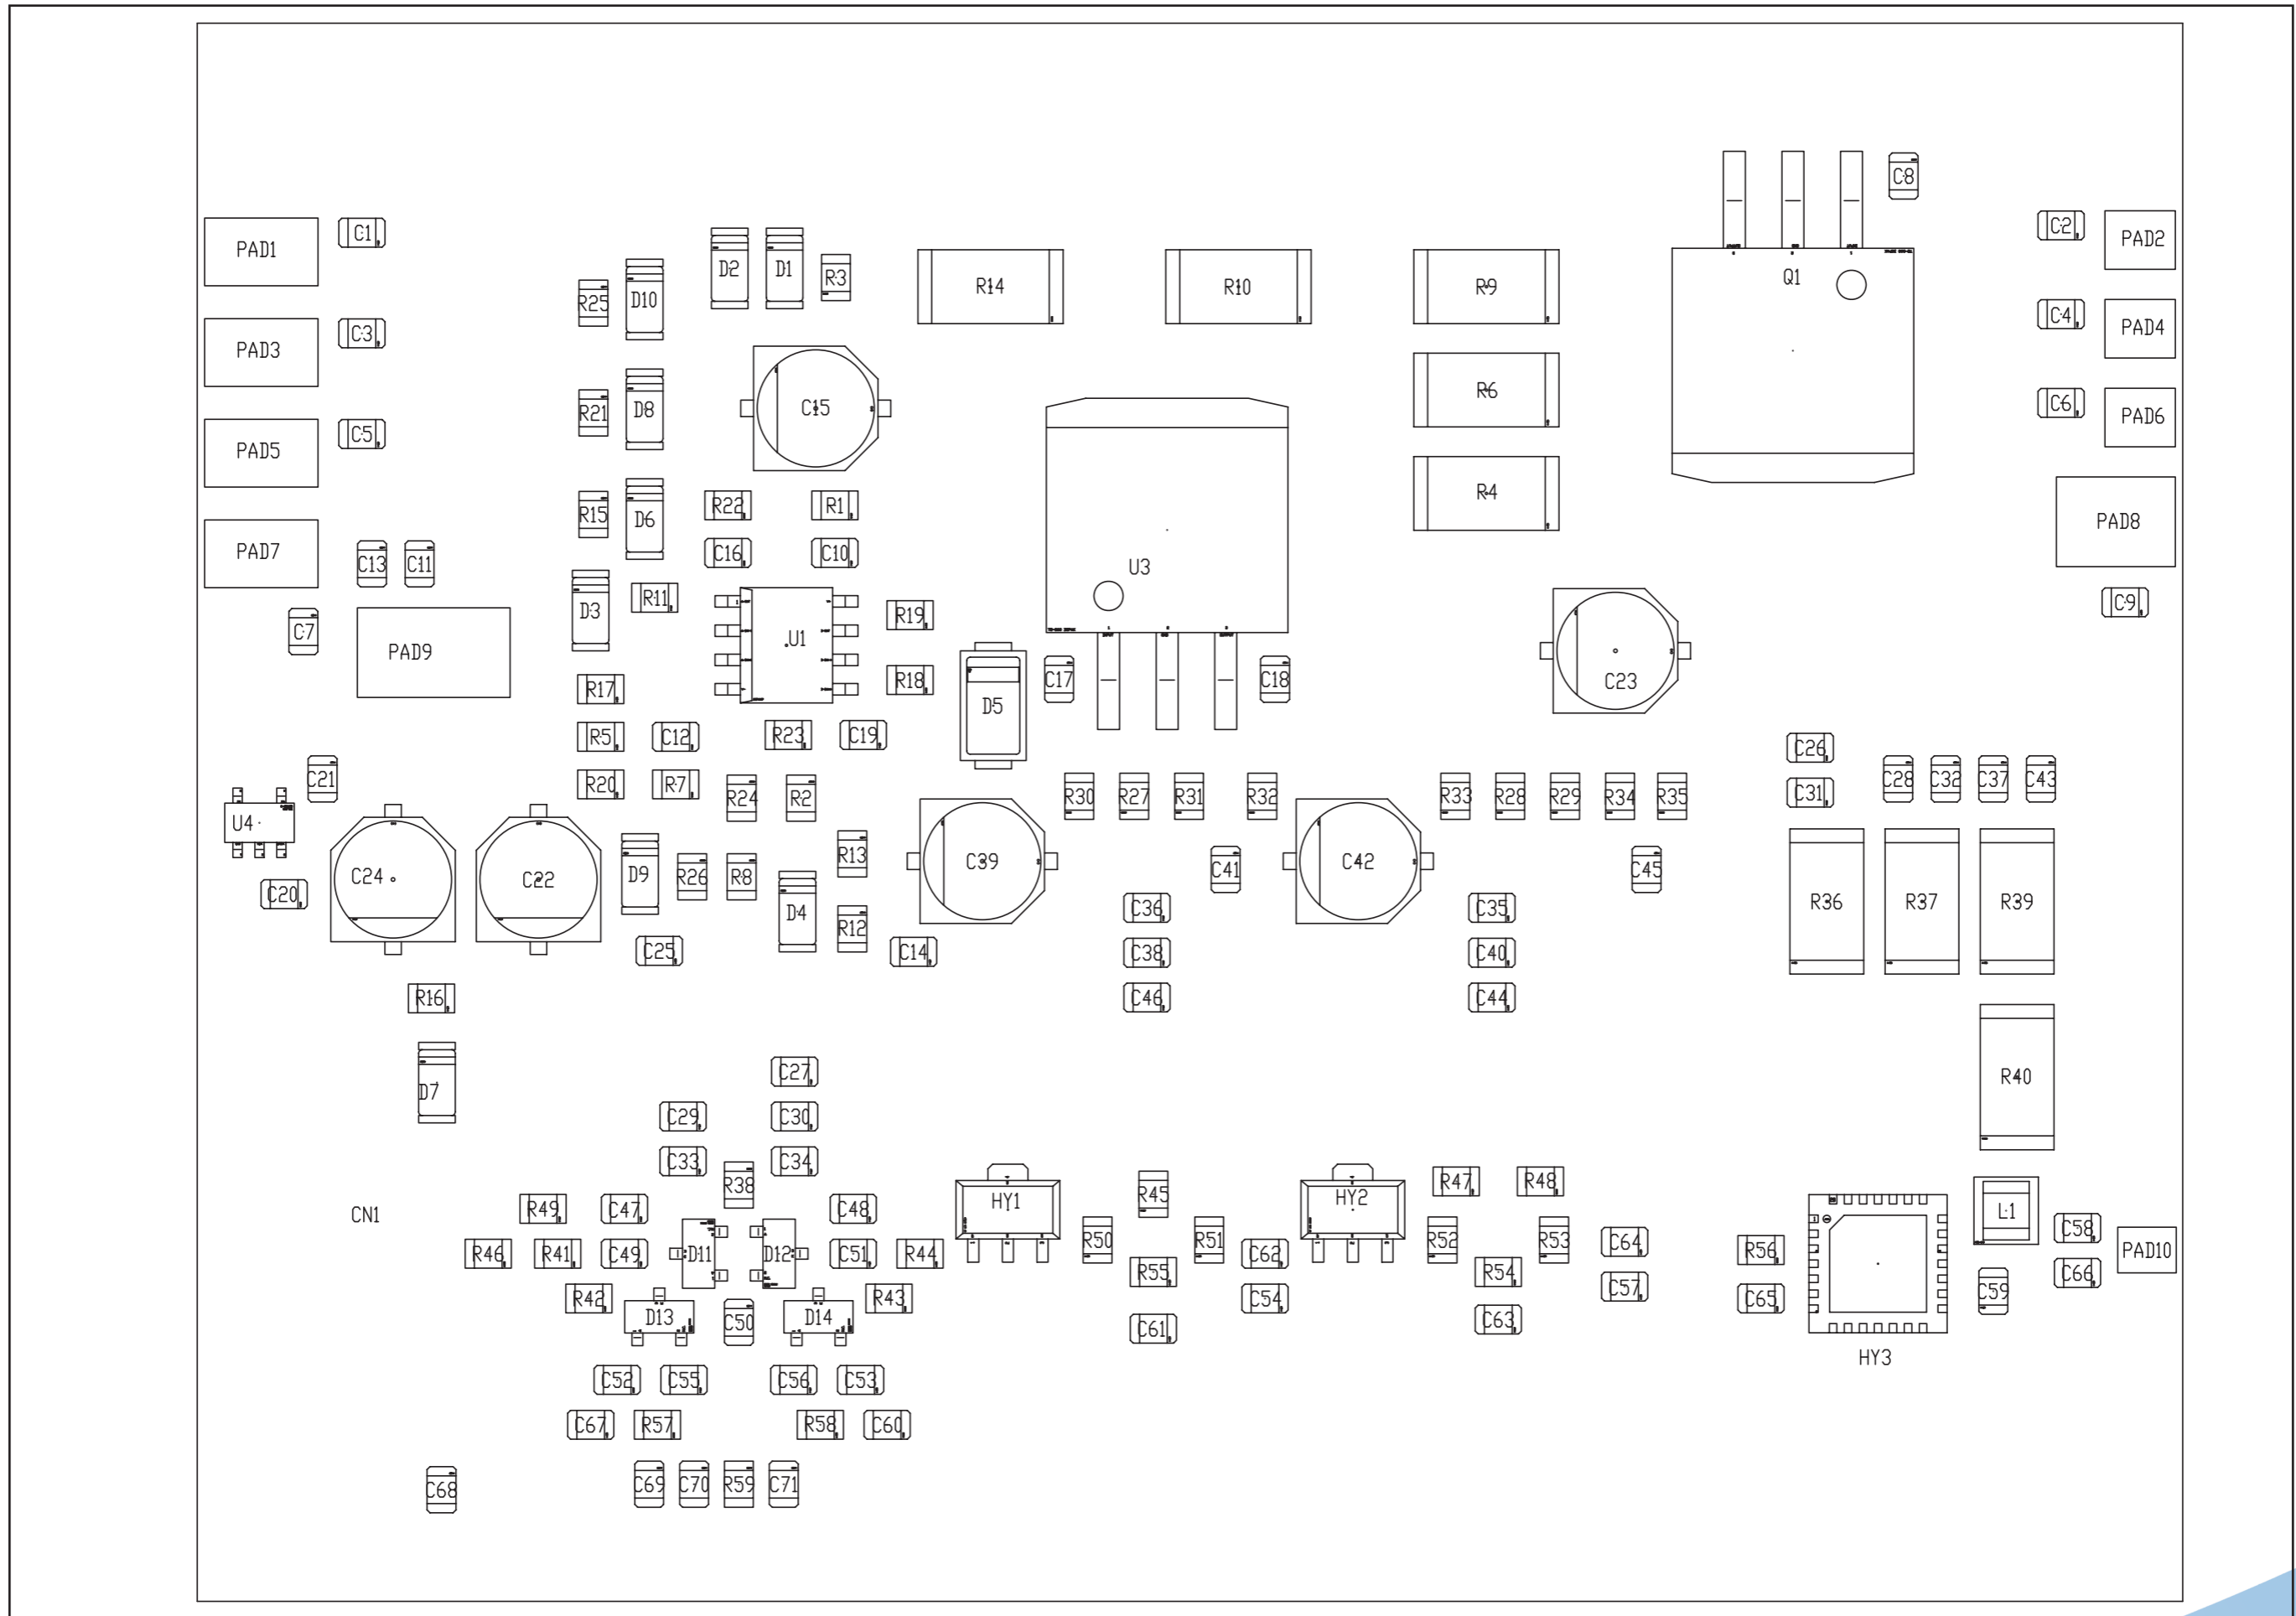 C8
PAD1 C1 C2 PAD2
D2 D1 R3 Q1
R25 D10 R14 R10 R9
PAD3 C3 C4 PAD4
R21 D8 C15 R6 C6 PAD6
PAD5 C5
R15 D6 R22 R1 R4 PAD8
PAD7 C13 C11 C16 C10 U3
D3 R11 R19 C9
C7 PAD9 U1
R17 R18 D5 C17 C18 C23
R5 C12 R23 C19 C26
C21 R20 R7 R24 R2 R30 R27 R31 R32 R33 R28 R29 R34 R35 C31 C28 C32 C37 C43
U4
C24 C22 D9 R26 R8 R13 C39 C41 C42 C45
C20 D4 R12 C36 C35 R36 R37 R39
C25 C14 C38 C40
R16 C46 C44
D7 C27 R40
C29 C30
C33 C34
R38 R45 R47 R48
CN1 R49 C47 C48 HY1 HY2 L1
R46 R41 C49 D11 D12 C51 R44 R50 R51 C62 R52 R53 C64 R56 C58 PAD10
R55 R54 C57 C66
R42 R43 C54 C65 C59
D13 C50 D14 C61 C63
HY3
C52 C55 C56 C53
C67 R57 R58 C60
C68 C69 C70 R59 C71